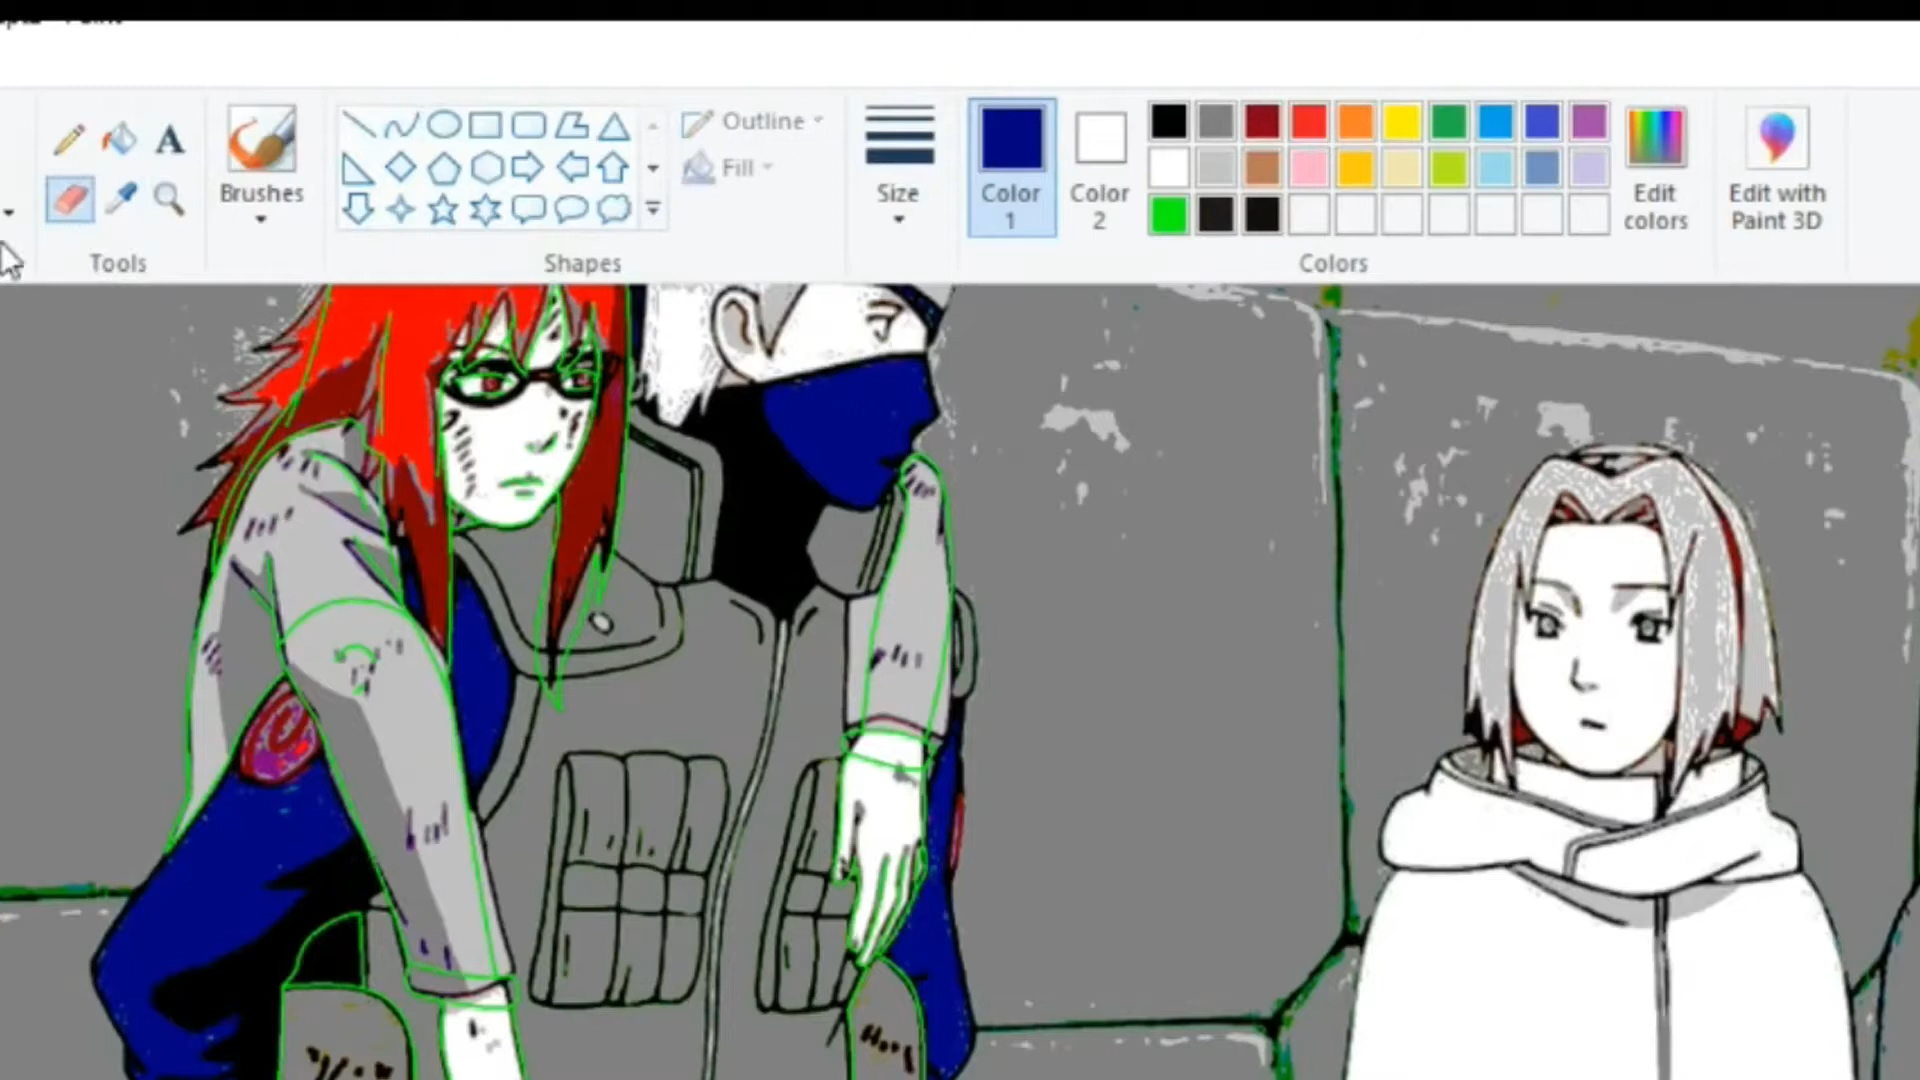 Outline
Fill
Brushes
Size
Color
1
Color
2
Edit
colors
Edit with
Paint 3D
Tools
Shapes
Colors